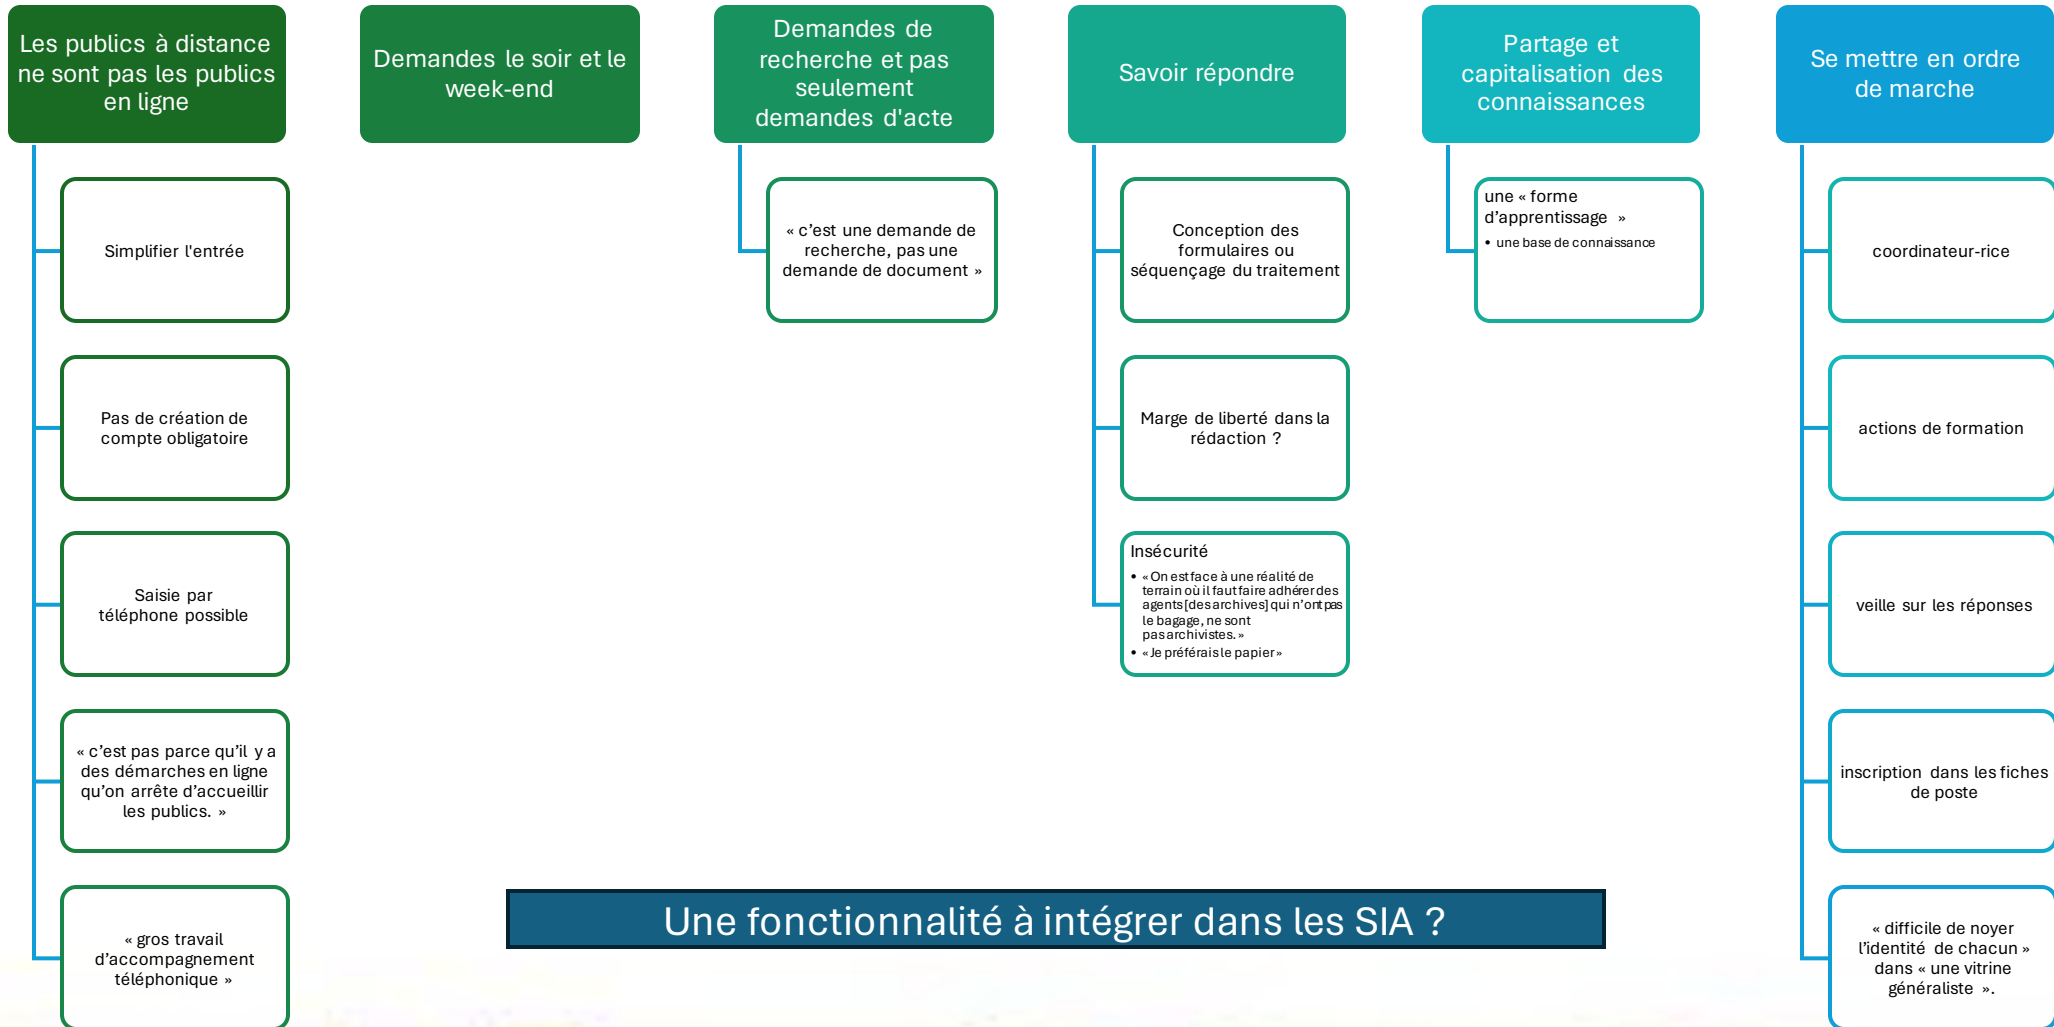 Les publics à distance
ne sont pas les publics
en ligne
Simplifier l'entrée
Pas de création de
compte obligatoire
Saisie par
téléphone possible
« c’est pas parce qu’il y a
des démarches en ligne
qu’on arrête d’accueillir
les publics. »
« gros travail
d’accompagnement
téléphonique »
Demandes le soir et le
week-end
Demandes de
recherche et pas
seulement
demandes d'acte
« c’est une demande de
recherche, pas une
demande de document »
Savoir répondre
Conception des
formulaires ou
séquençage du traitement
Marge de liberté dans la
rédaction ?
Insécurité
• « On est face à une réalité de
terrain où il faut faire adhérer des
agents [des archives] qui n’ont pas
le bagage, ne sont
pas archivistes. »
• « Je préférais le papier »
Partage et
capitalisation des
connaissances
une « forme
d’apprentissage »
• une base de connaissance
Se mettre en ordre
de marche
coordinateur-rice
actions de formation
veille sur les réponses
inscription dans les fiches
de poste
« difficile de noyer
l’identité de chacun »
dans « une vitrine
généraliste ».
Une fonctionnalité à intégrer dans les SIA ?